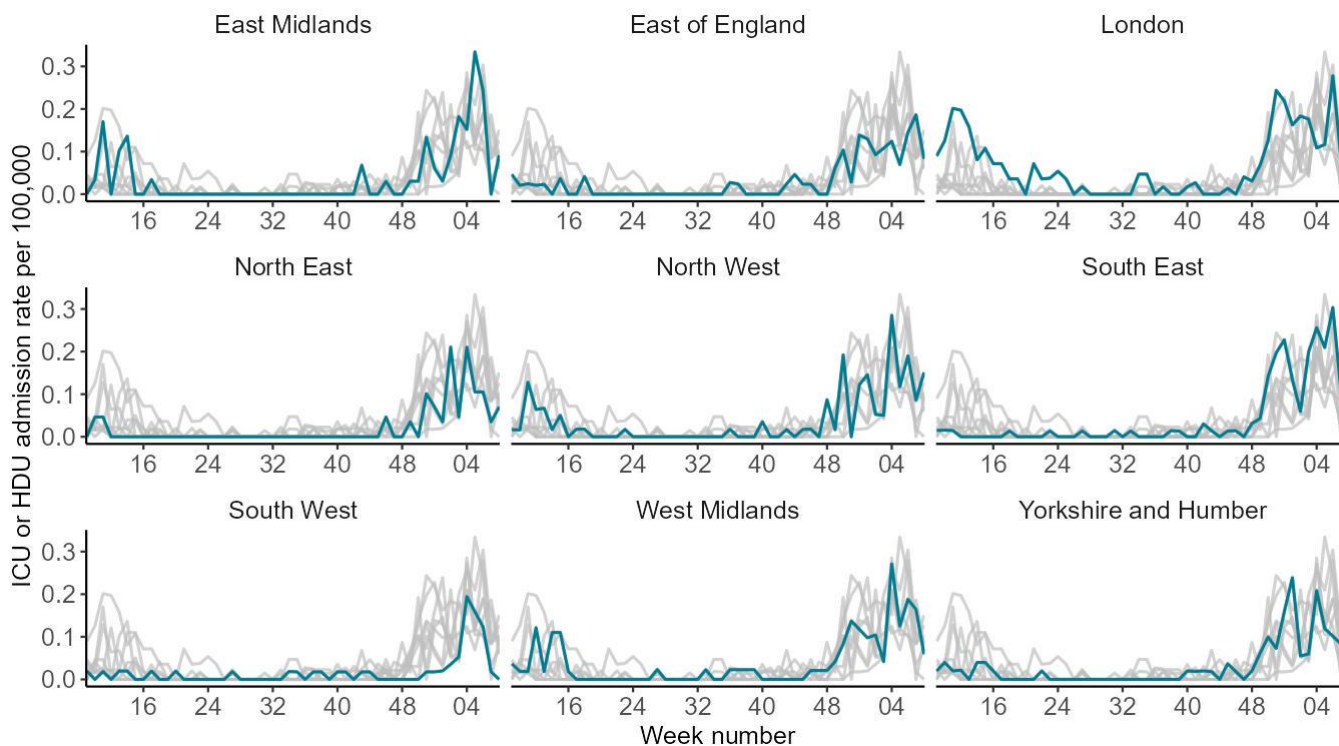 East Midlands East of England London
0.3
0.2
0.1
0.0
16 24 32 40 48 04 16 24 32 40 48 04 16 24 32 40 48 04
North East North West South East
0.3
0.2
0.1
0.0
16 24 32 40 48 04 16 24 32 40 48 04 16 24 32 40 48 04
South West West Midlands Yorkshire and Humber
0.3
0.2
0.1
0.0
16 24 32 40 48 04 16 24 32 40 48 04 16 24 32 40 48 04
ICU or HDU admission rate per 100,000
Week number